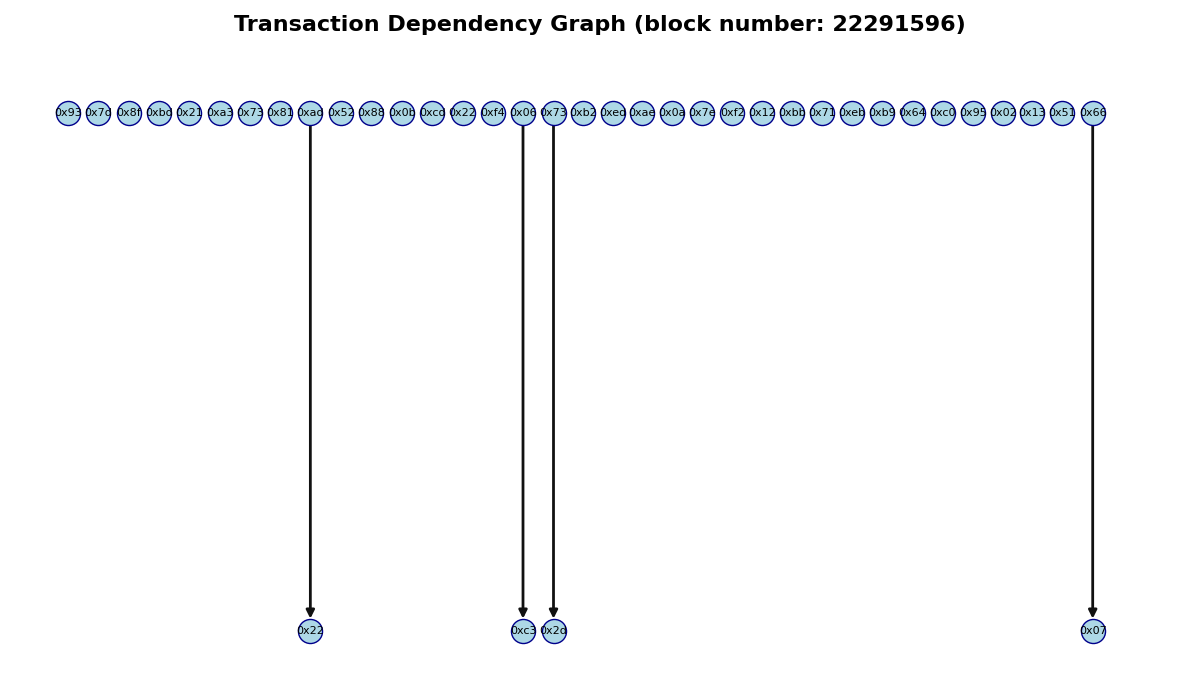 Transaction Dependency Graph (block number: 22291596)
0x93 0x7d 0x8f 0xbd 0x21 0xa3 0x73 0x81 0xad 0x52 0x88 0x0b 0xcd 0x22 0xf4 0x06 0x73 0xb2 0xed 0xae 0x0a 0x7e 0xf2 0x12 0xbb 0x71 0xeb 0xb9 0x64 0xc0 0x95 0x02 0x13 0x51 0x66
0x22 0xc3 0x07